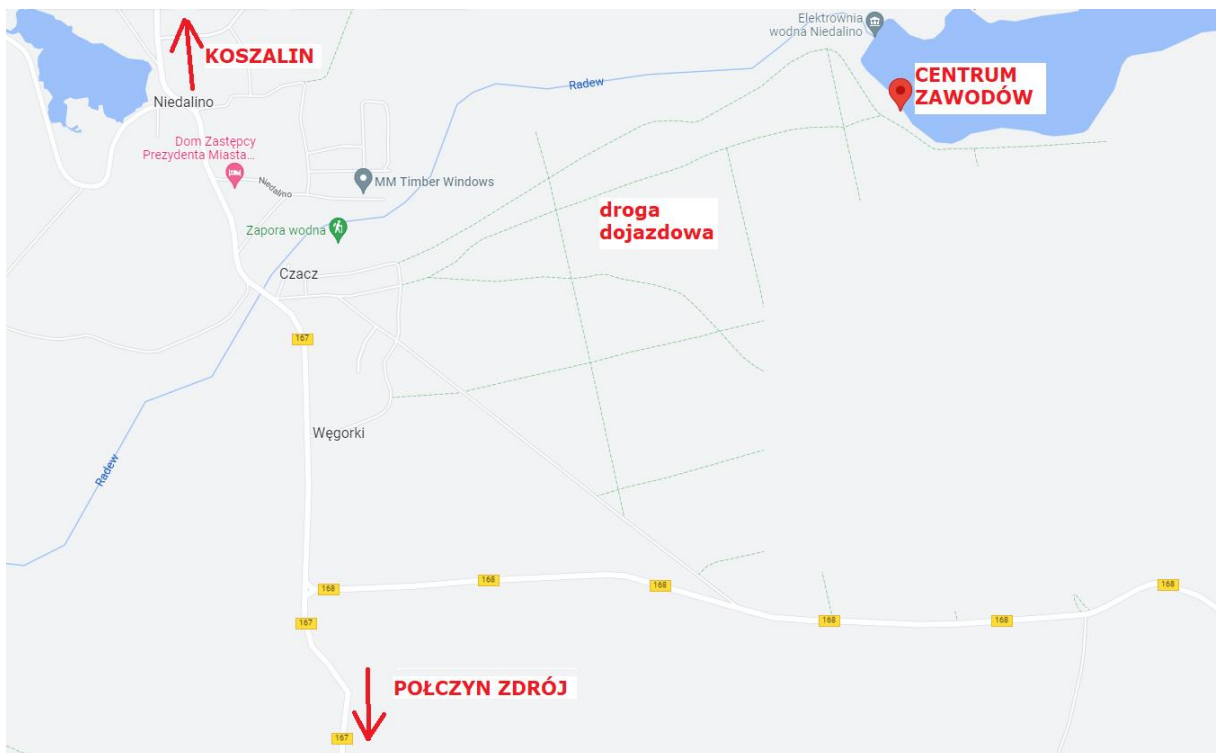 Elektrownia
wodna Niedalino
KOSZALIN
CENTRUM
ZAWODÓW
Radew
Niedalino
Dom Zastępcy
Prezydenta Miasta...
MM Timber Windows
Niedalino
droga
dojazdowa
Zapora wodna
Czacz
167
Węgorki
Radew
168
168
168
168
168
168
167
POŁCZYN ZDRÓJ
167